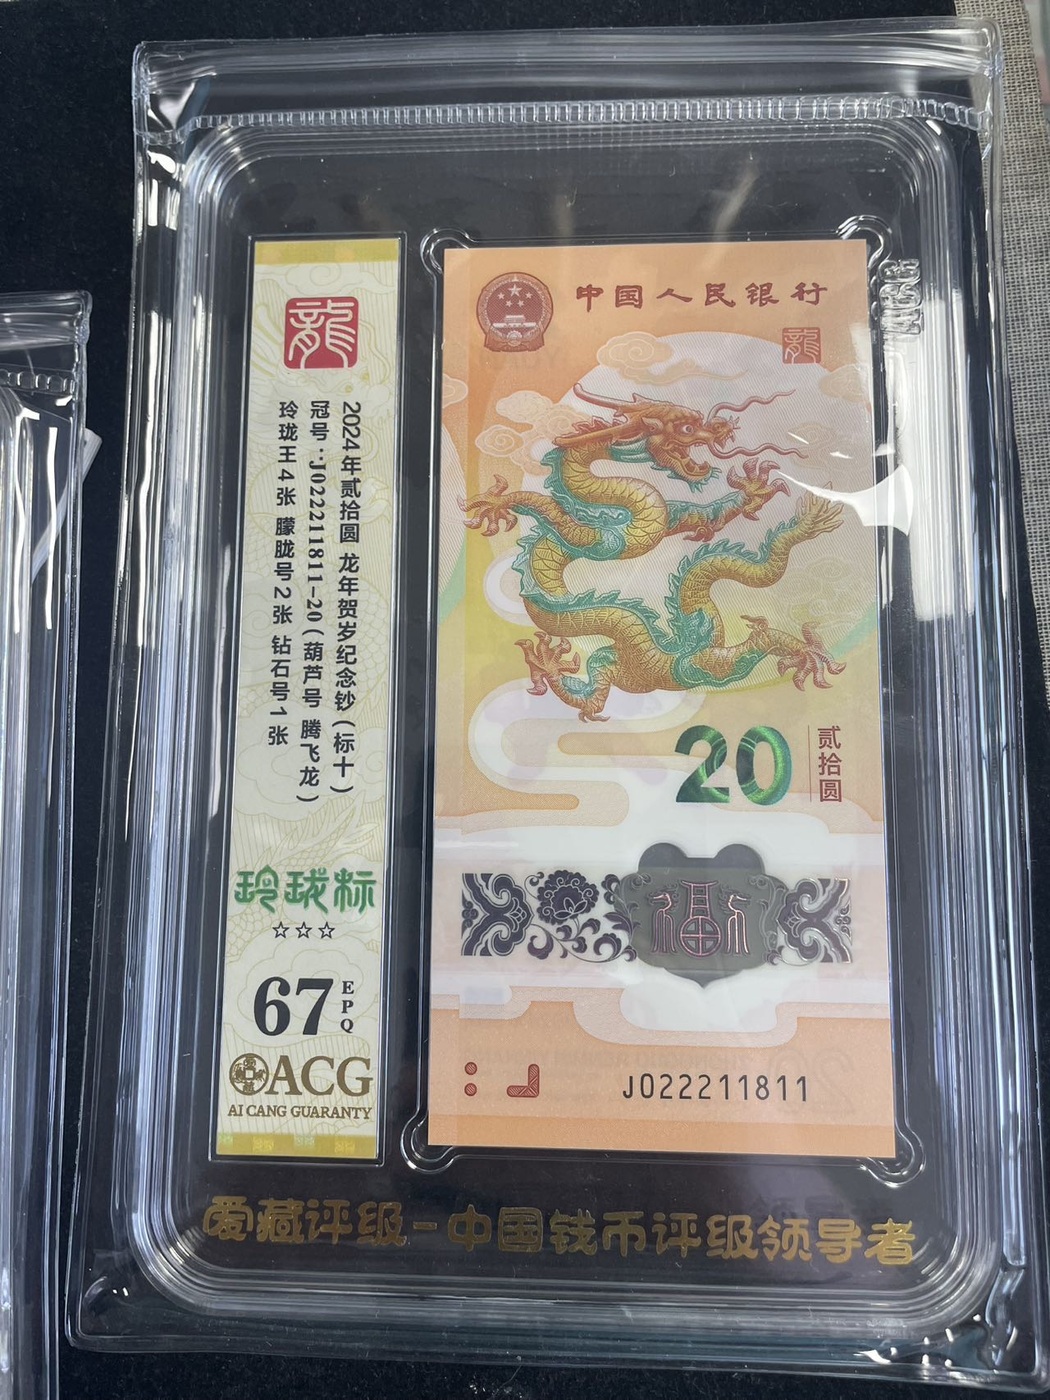 龍
2024年贰拾圆 龙年贺岁纪念钞(标十)
冠号:J022211811-20(葫芦号 腾飞龙)
玲珑王4张 朦胧号2张 钻石号1张
玲珑标
☆☆☆
67 EPQ
ACG
AI CANG GUARANTY
中国人民银行
龍
20
贰拾圆
福
J022211811
爱藏评级-中国钱币评级领导者